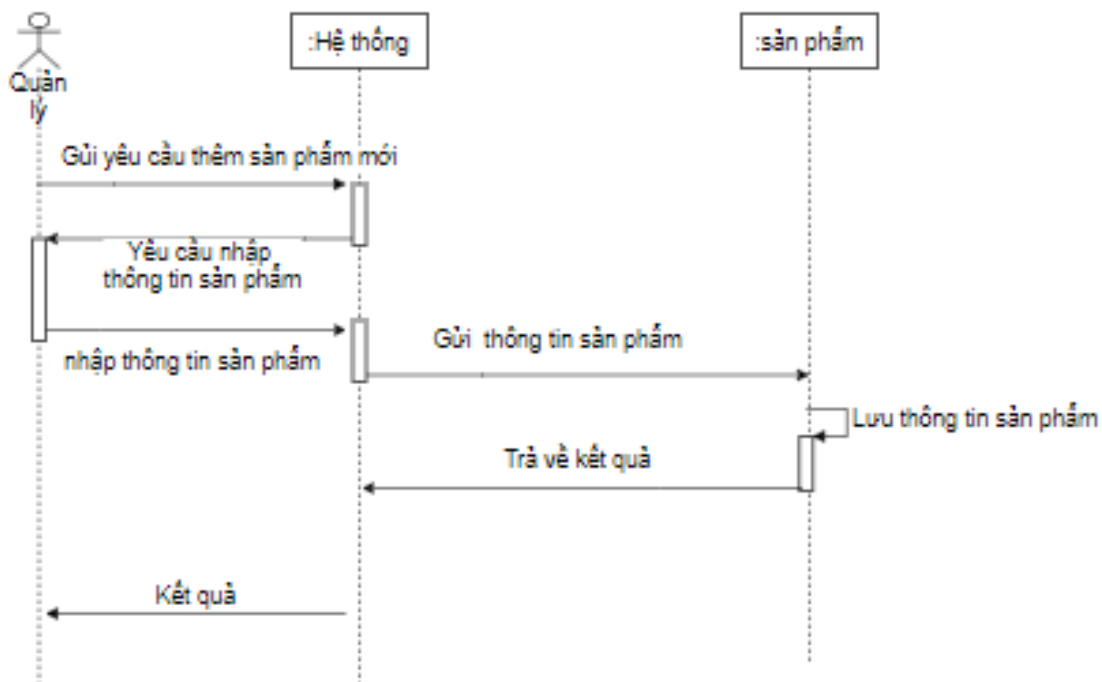 :Hệ thống
:sản phẩm
Quản
lý
Gủi yêu cầu thêm sản phẩm mới
Yêu cầu nhập
thông tin sản phẩm
nhập thông tin sản phẩm
Gửi thông tin sản phẩm
Lưu thông tin sản phẩm
Trả về kết quả
Kết quả